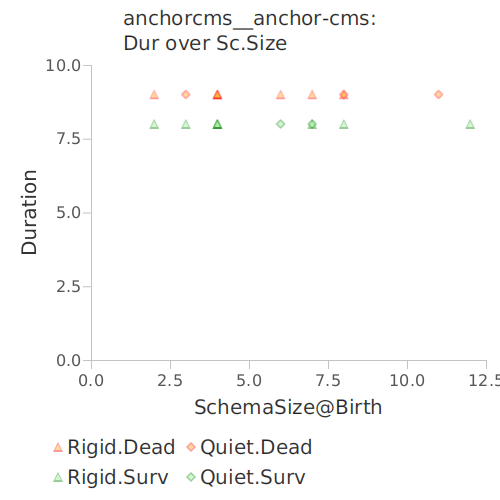 anchorcms__anchor-cms:
Dur over Sc.Size
10.0
7.5
5.0
2.5
0.0
Duration
0.0 2.5 5.0 7.5 10.0 12.5
SchemaSize@Birth
Rigid.Dead Quiet.Dead
Rigid.Surv Quiet.Surv